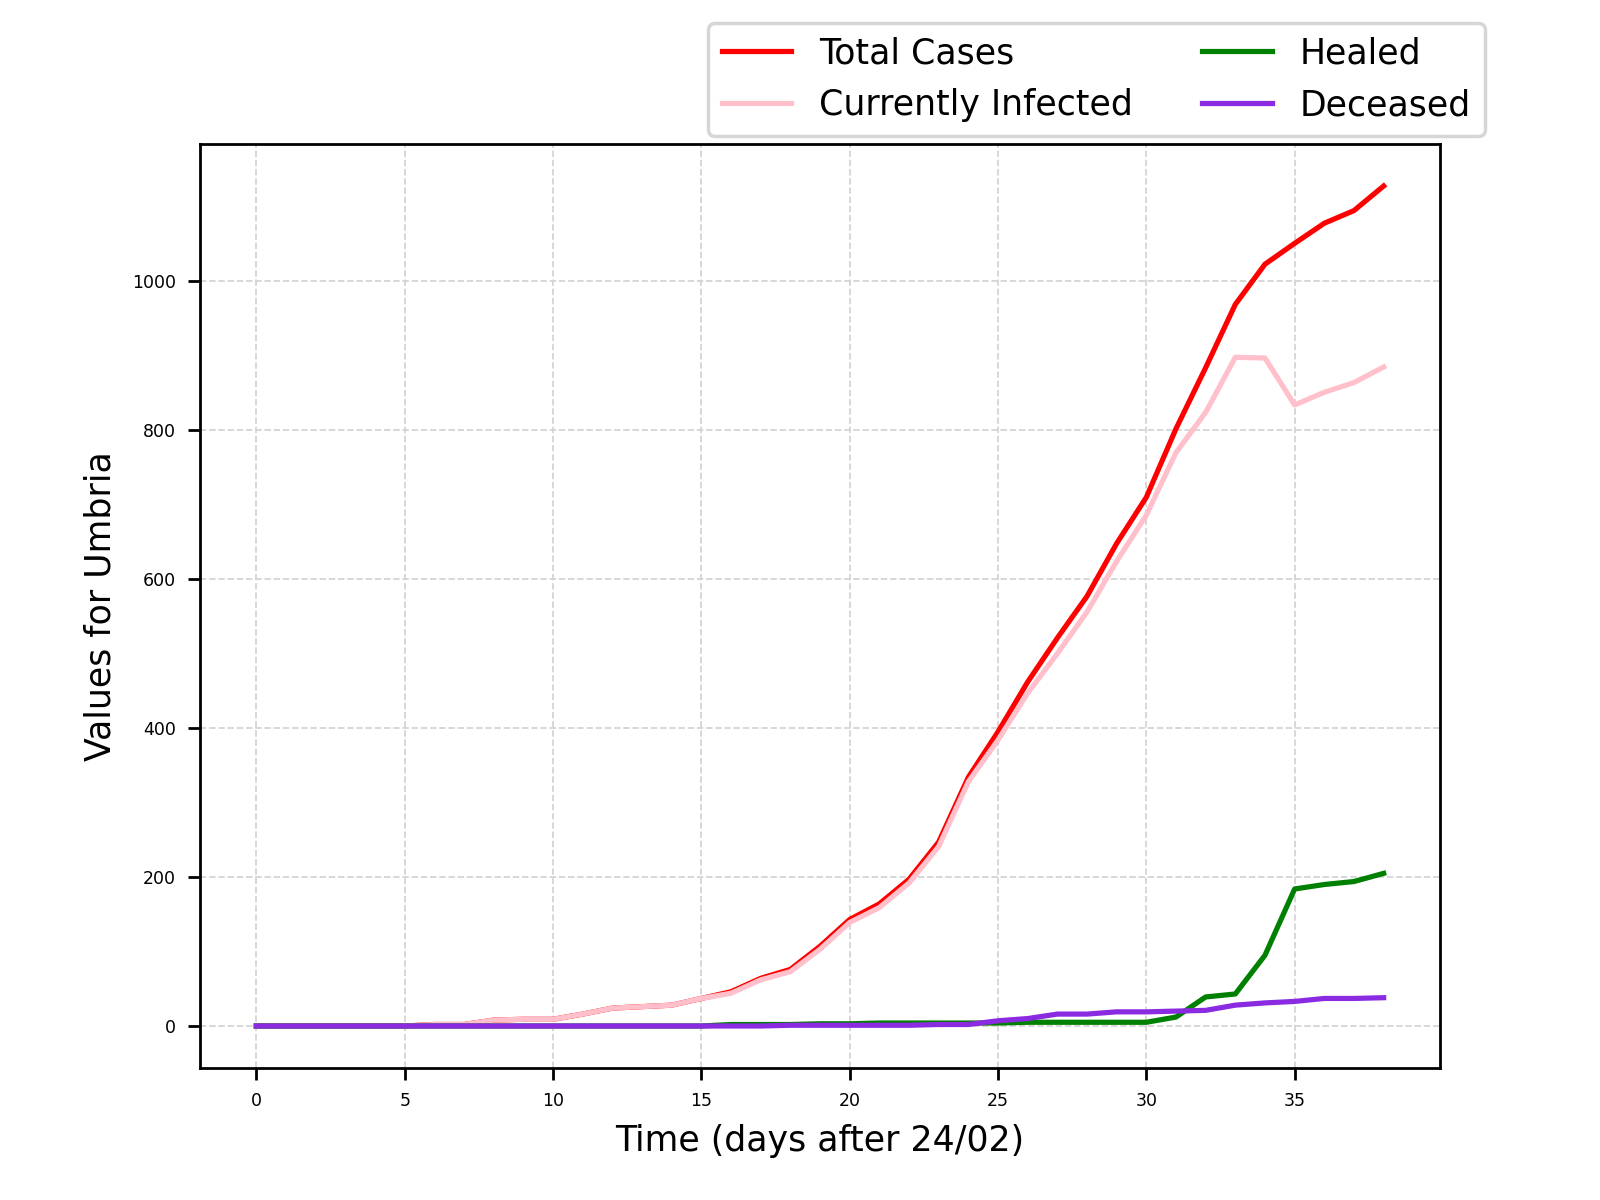 Total Cases
Currently Infected
Healed
Deceased
Values for Umbria
1000
800
600
400
200
0
0 5 10 15 20 25 30 35
Time (days after 24/02)